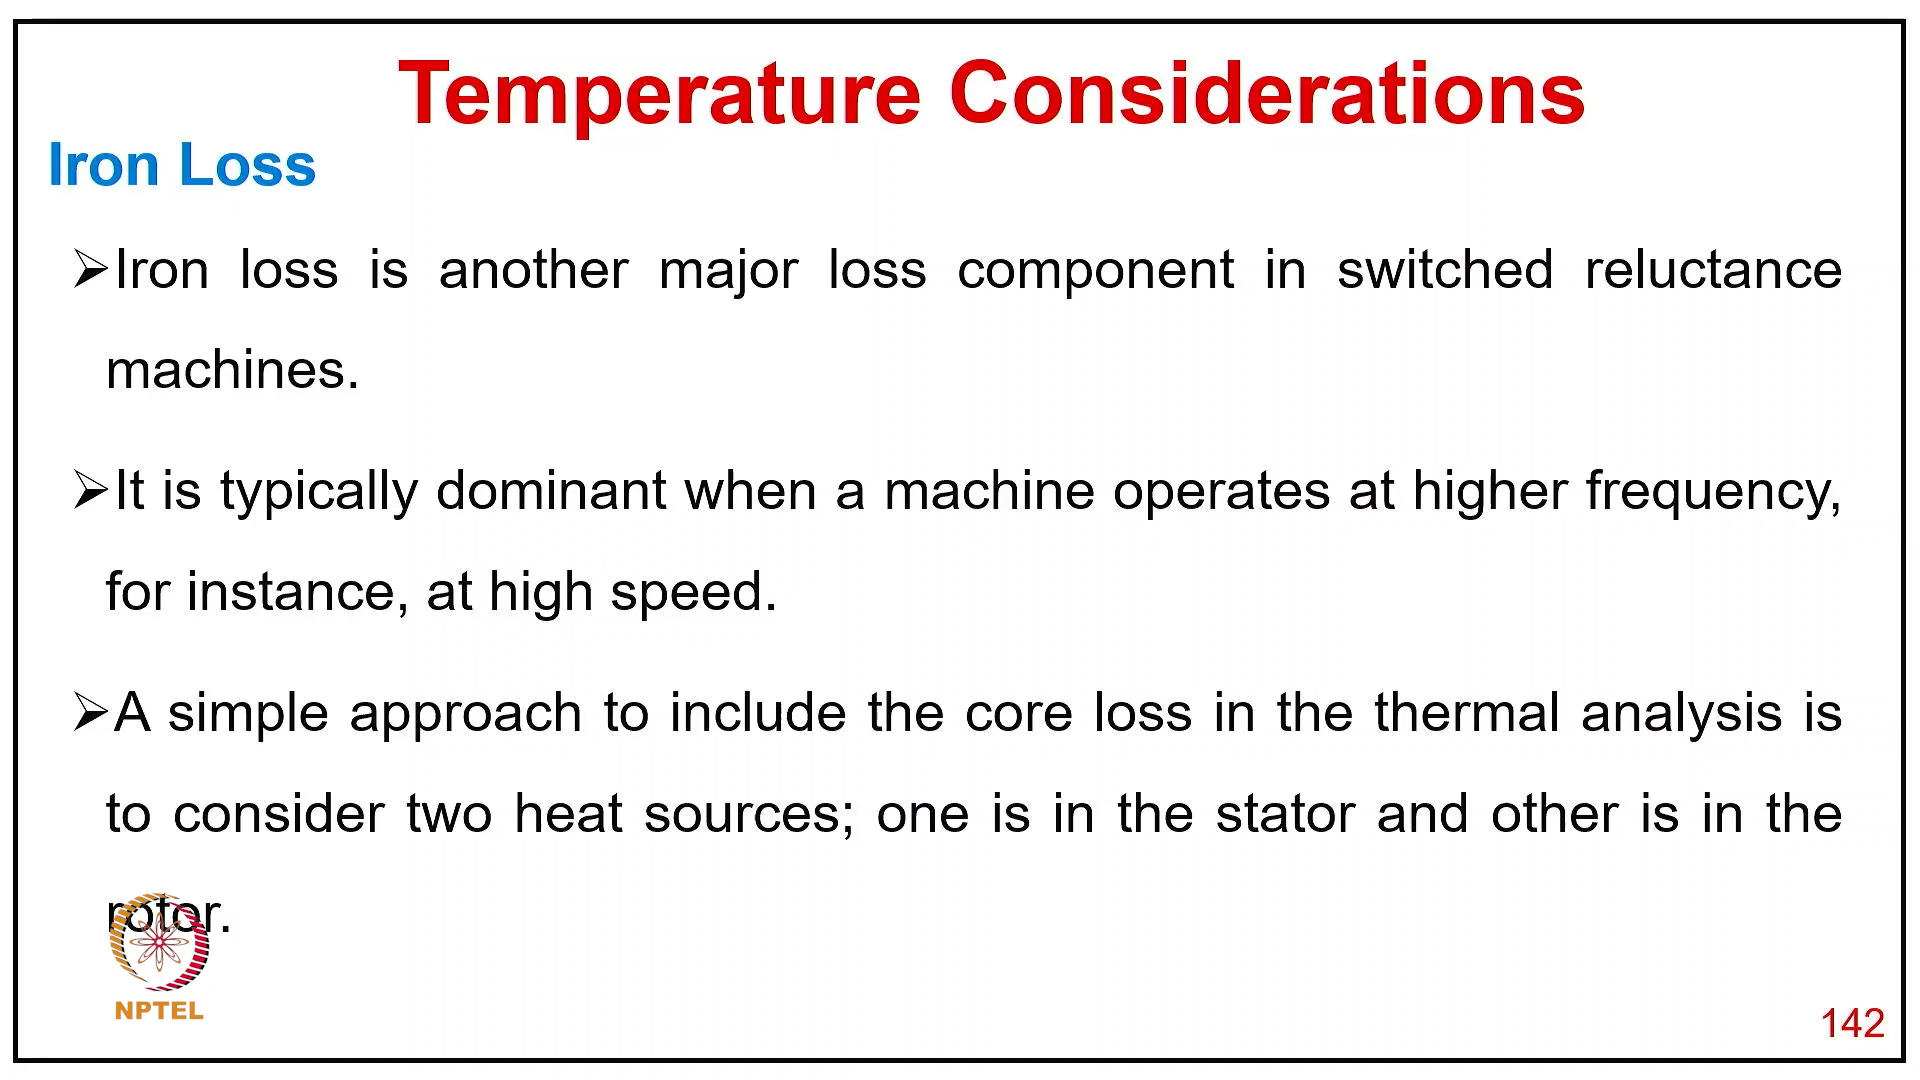 Temperature Considerations
Iron Loss
➢Iron loss is another major loss component in switched reluctance
machines.
➢It is typically dominant when a machine operates at higher frequency,
for instance, at high speed.
➢A simple approach to include the core loss in the thermal analysis is
to consider two heat sources; one is in the stator and other is in the
rotor.
NPTEL
142